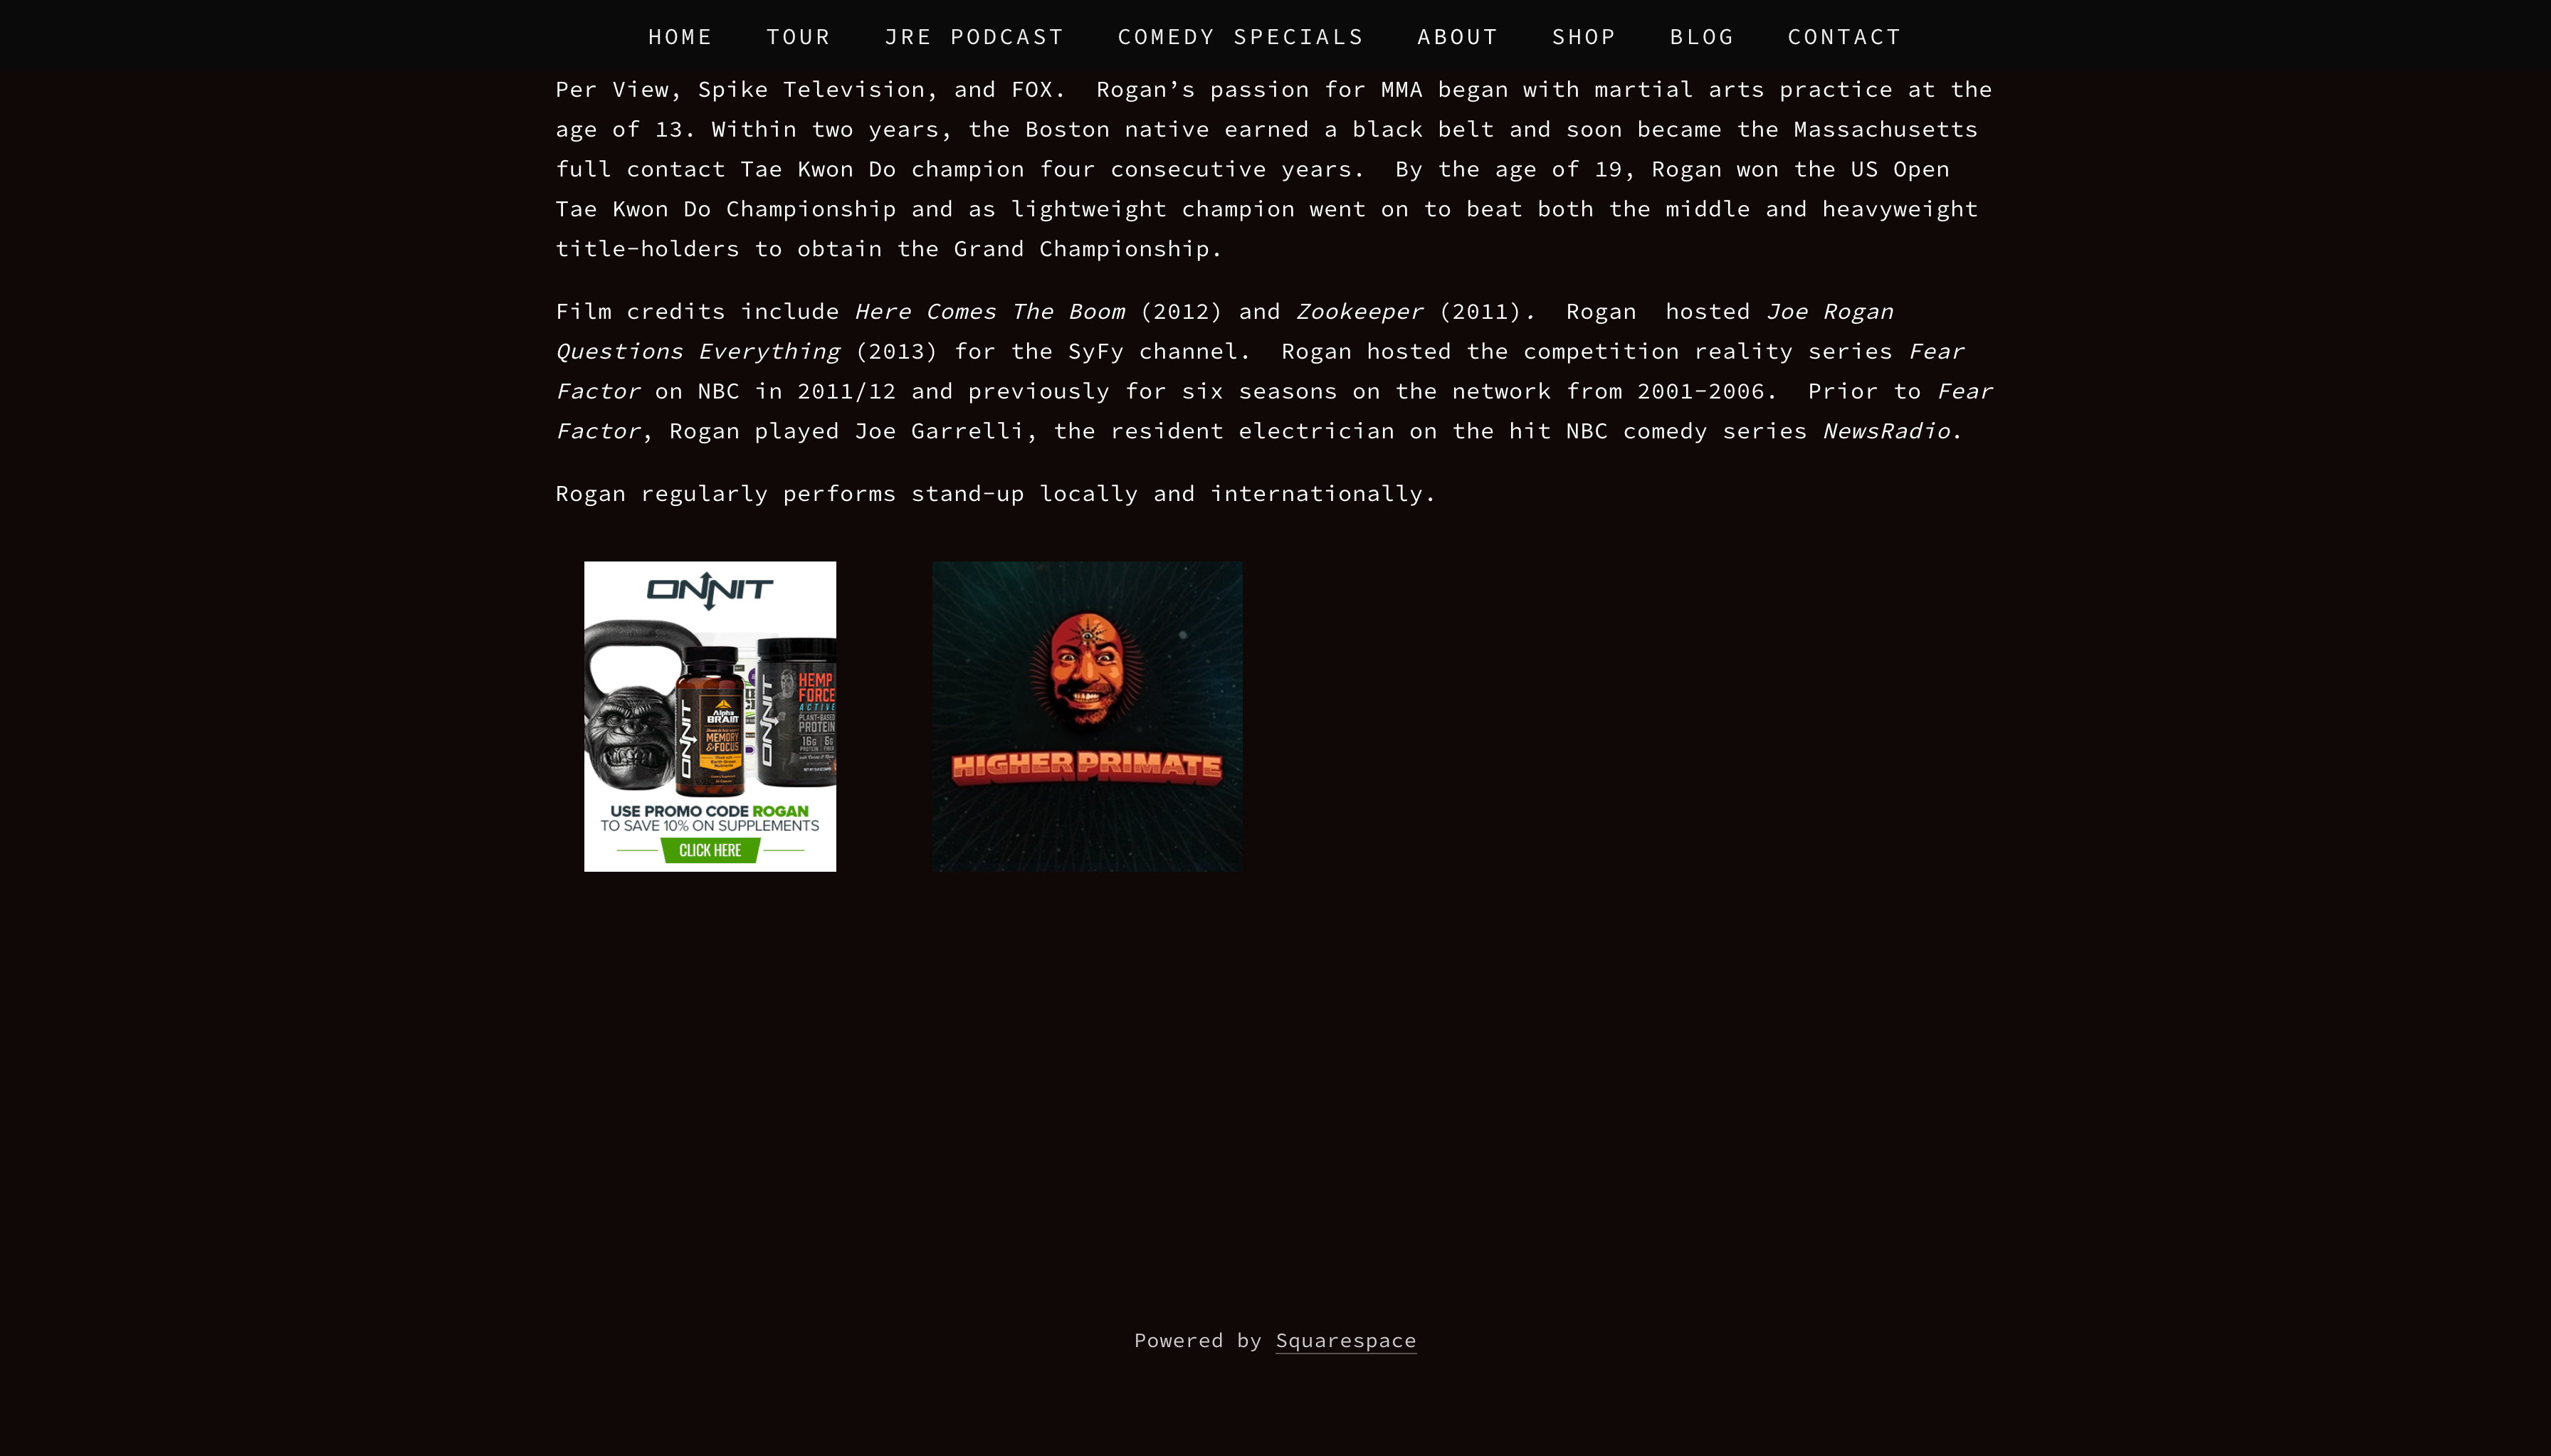 HOME TOUR JRE PODCAST COMEDY SPECIALS ABOUT SHOP BLOG CONTACT
Per View, Spike Television, and FOX.  Rogan’s passion for MMA began with martial arts practice at the
age of 13. Within two years, the Boston native earned a black belt and soon became the Massachusetts
full contact Tae Kwon Do champion four consecutive years.  By the age of 19, Rogan won the US Open
Tae Kwon Do Championship and as lightweight champion went on to beat both the middle and heavyweight
title-holders to obtain the Grand Championship.
Film credits include Here Comes The Boom (2012) and Zookeeper (2011).  Rogan  hosted Joe Rogan
Questions Everything (2013) for the SyFy channel.  Rogan hosted the competition reality series Fear
Factor on NBC in 2011/12 and previously for six seasons on the network from 2001-2006.  Prior to Fear
Factor, Rogan played Joe Garrelli, the resident electrician on the hit NBC comedy series NewsRadio.
Rogan regularly performs stand-up locally and internationally.
ONNIT
ONNIT
Alpha
BRAIN
MEMORY
&FOCUS
ONNIT
HEMP
FORCE
ACTIVE
PLANT-BASED
PROTEIN
16g 6g
USE PROMO CODE ROGAN
TO SAVE 10% ON SUPPLEMENTS
CLICK HERE
HIGHER PRIMATE
Powered by Squarespace